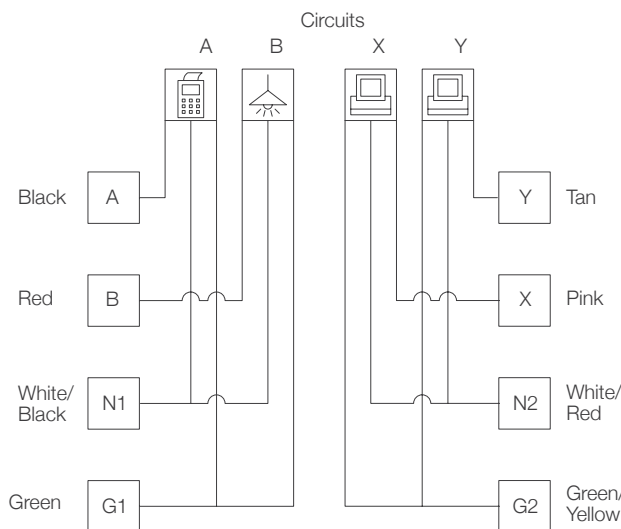 Circuits
A B X Y
Black A Y Tan
Red B X Pink
White/
Black N1 N2 White/
Red
Green G1 G2 Green/
Yellow